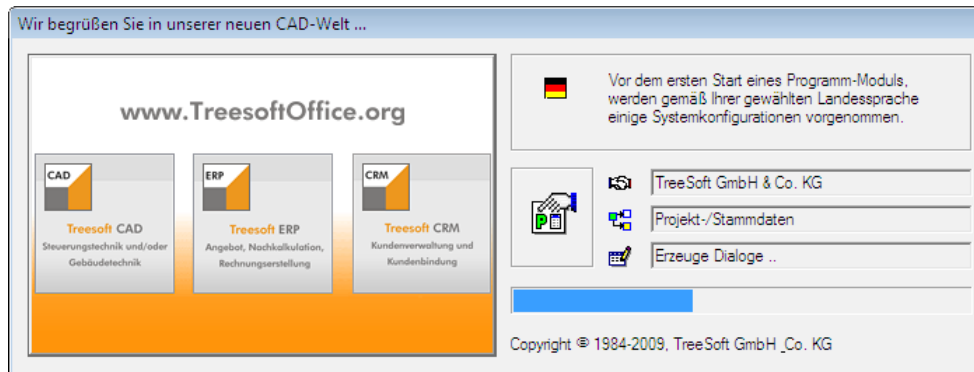 Wir begrüßen Sie in unserer neuen CAD-Welt ...
www.TreesoftOffice.org
CAD
Treesoft CAD
Steuerungstechnik und/oder
Gebäudetechnik
ERP
Treesoft ERP
Angebot, Nachkalkulation,
Rechnungserstellung
CRM
Treesoft CRM
Kundenverwaltung und
Kundenbindung
Vor dem ersten Start eines Programm-Moduls,
werden gemäß Ihrer gewählten Landessprache
einige Systemkonfigurationen vorgenommen.
P
TreeSoft GmbH & Co. KG
Projekt-/Stammdaten
Erzeuge Dialoge ..
Copyright © 1984-2009, TreeSoft GmbH _Co. KG